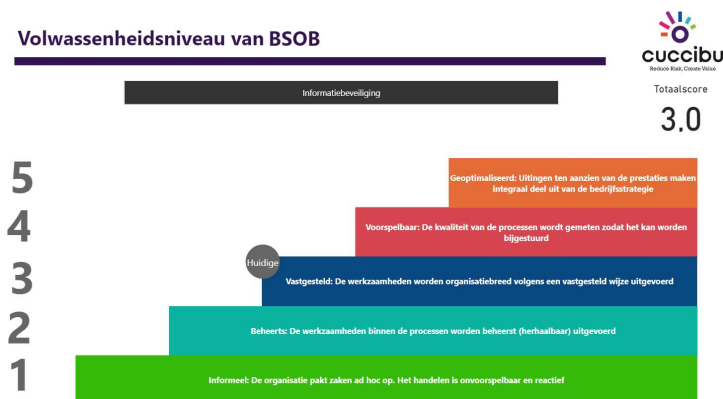 Volwassenheidsniveau van BSOB
cuccibu
Reduce Risk, Create Value
Informatiebeveiliging
Totaalscore
3,0
5
Geoptimaliseerd: Uitingen ten aanzien van de prestaties maken
integraal deel uit van de bedrijfsstrategie
4
Voorspelbaar: De kwaliteit van de processen wordt gemeten zodat het kan worden
bijgestuurd
Huidige
3
Vastgesteld: De werkzaamheden worden organisatiebreed volgens een vastgesteld wijze uitgevoerd
2
Beheerts: De werkzaamheden binnen de processen worden beheerst (herhaalbaar) uitgevoerd
1
Informeel: De organisatie pakt zaken ad hoc op. Het handelen is onvoorspelbaar en reactief